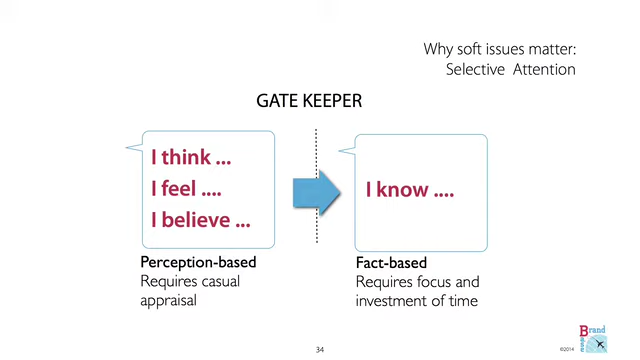 Why soft issues matter:
Selective Attention
GATE KEEPER
I think ...
I feel ....
I believe ...
I know ....
Perception-based
Requires casual
appraisal
Fact-based
Requires focus and
investment of time
34
©2014
Brand